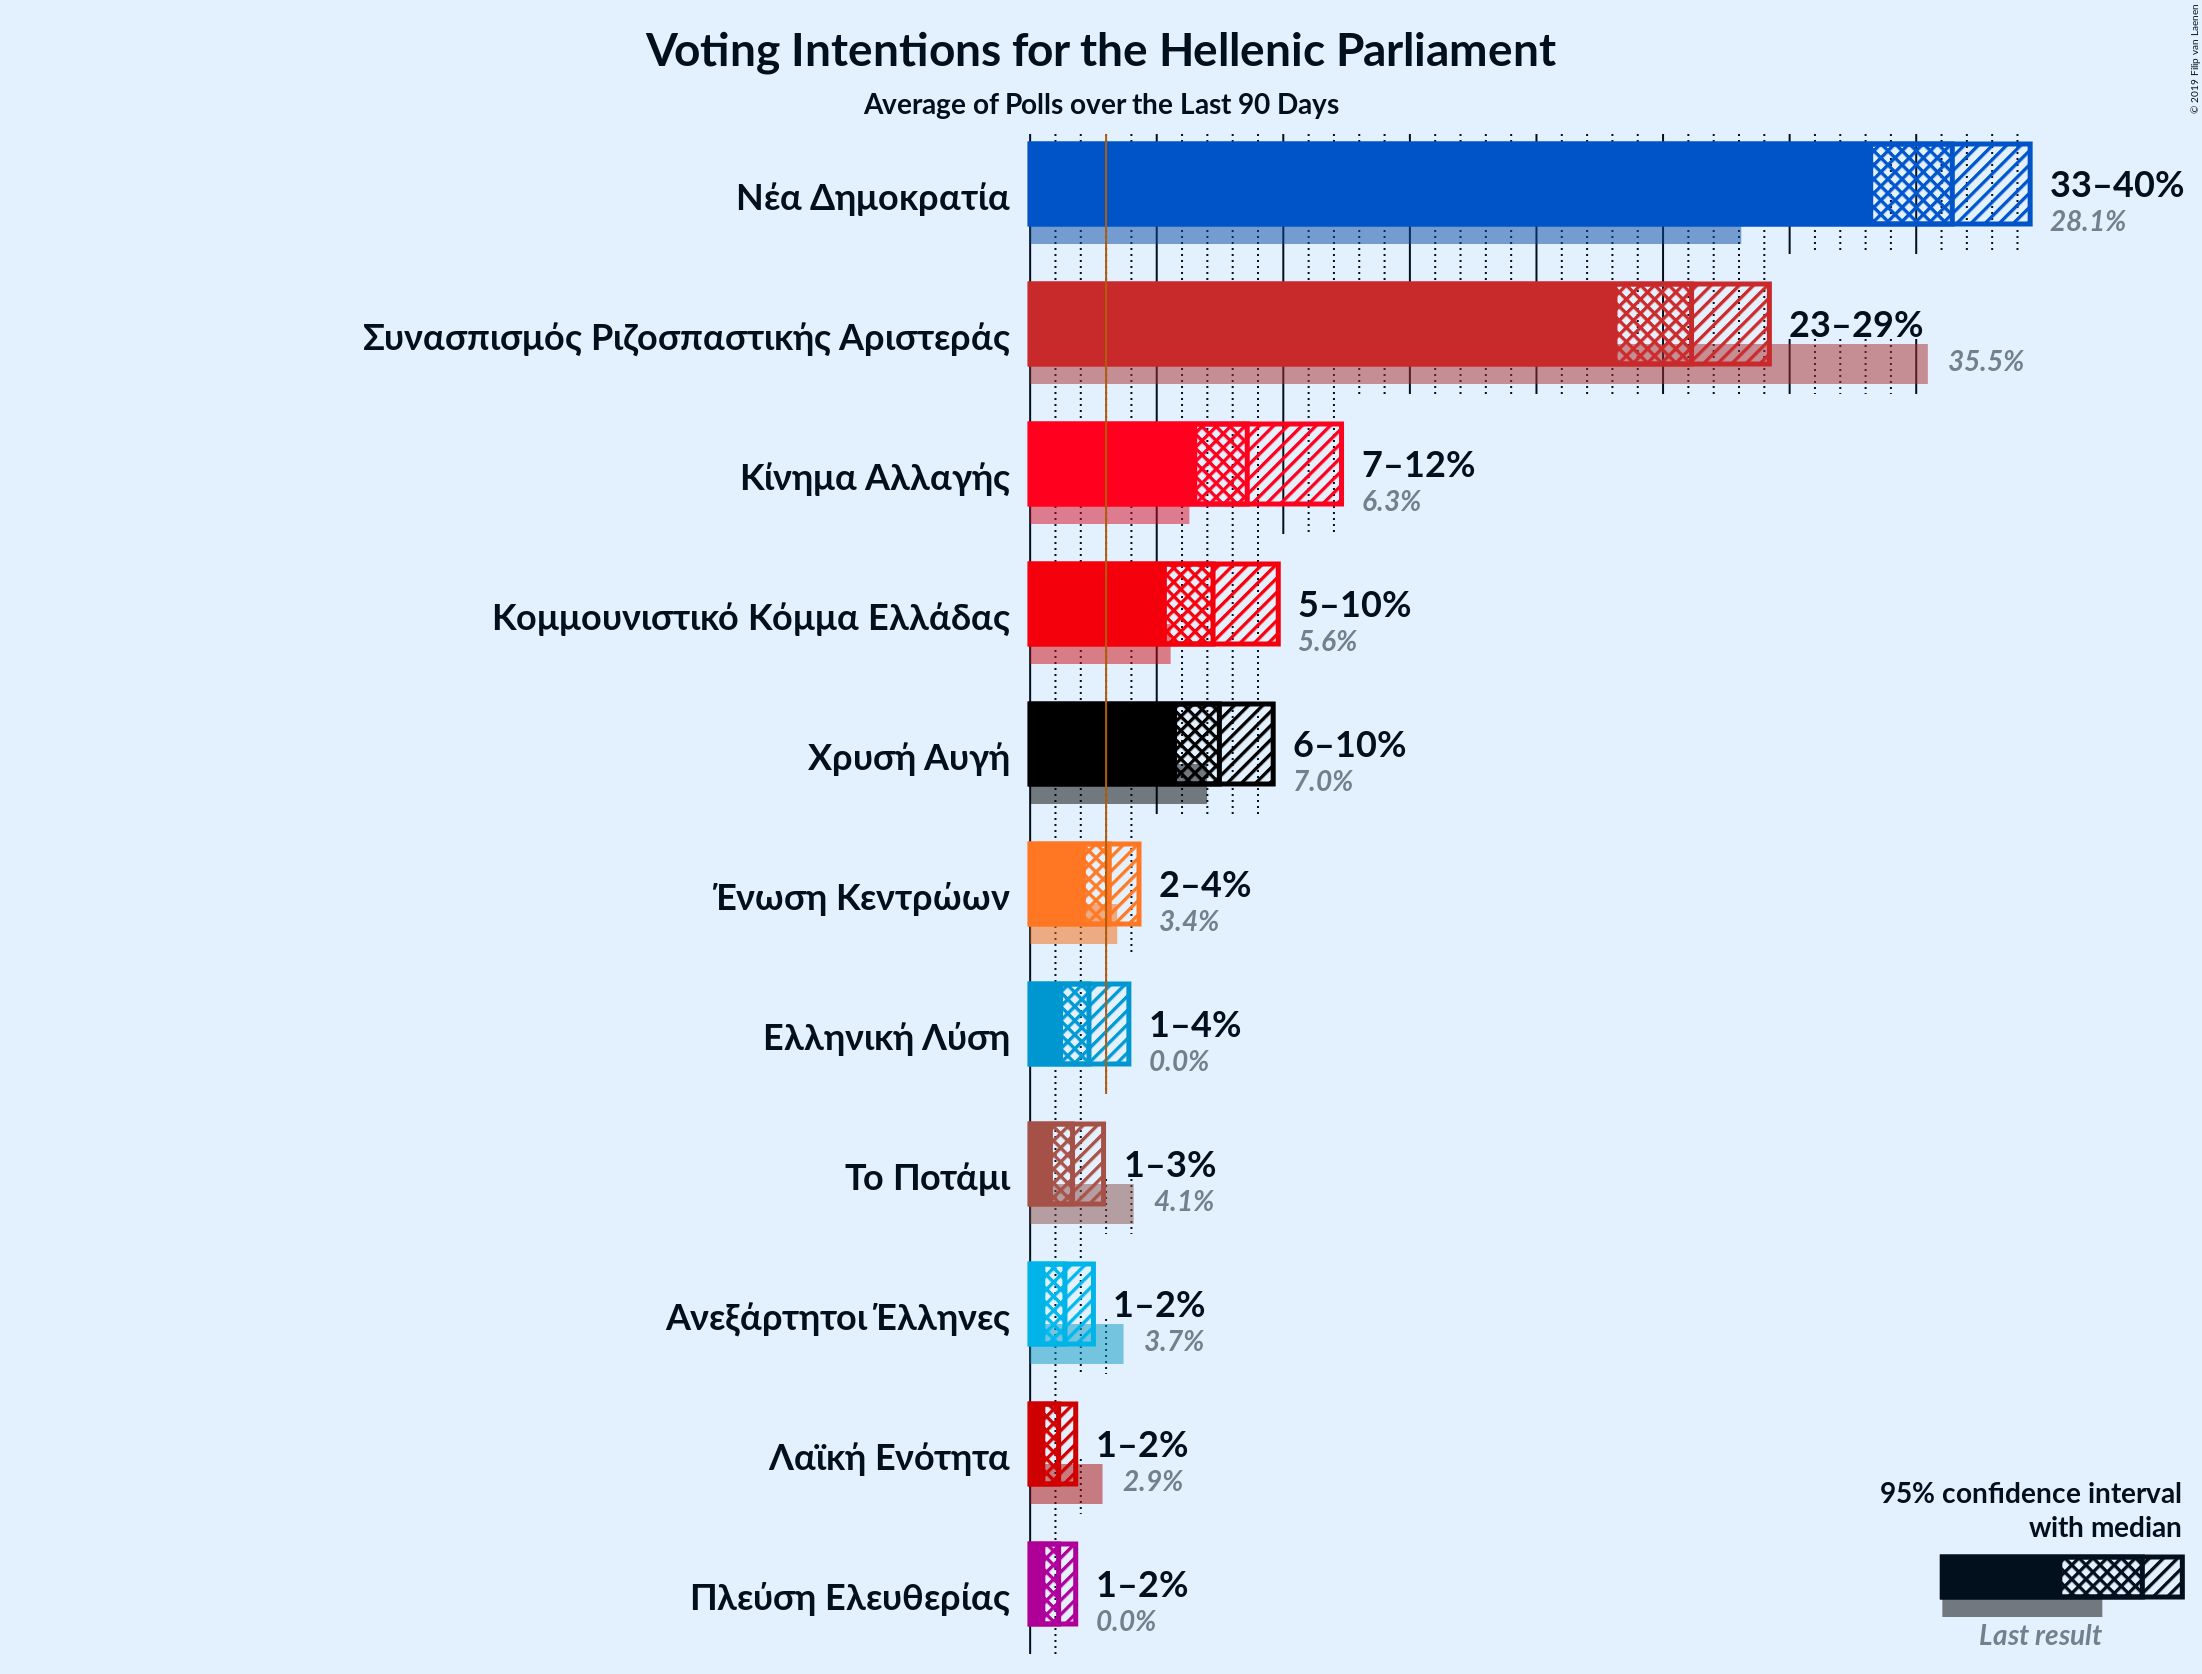 Voting Intentions for the Hellenic Parliament
Average of Polls over the Last 90 Days
© 2019 Filip van Laenen
Νέα Δημοκρατία
33–40%
28.1%
Συνασπισμός Ριζοσπαστικής Αριστεράς
23–29%
35.5%
Κίνημα Αλλαγής
7–12%
6.3%
Κομμουνιστικό Κόμμα Ελλάδας
5–10%
5.6%
Χρυσή Αυγή
6–10%
7.0%
Ένωση Κεντρώων
2–4%
3.4%
Ελληνική Λύση
1–4%
0.0%
Το Ποτάμι
1–3%
4.1%
Ανεξάρτητοι Έλληνες
1–2%
3.7%
Λαϊκή Ενότητα
1–2%
2.9%
Πλεύση Ελευθερίας
1–2%
0.0%
95% confidence interval
with median
Last result